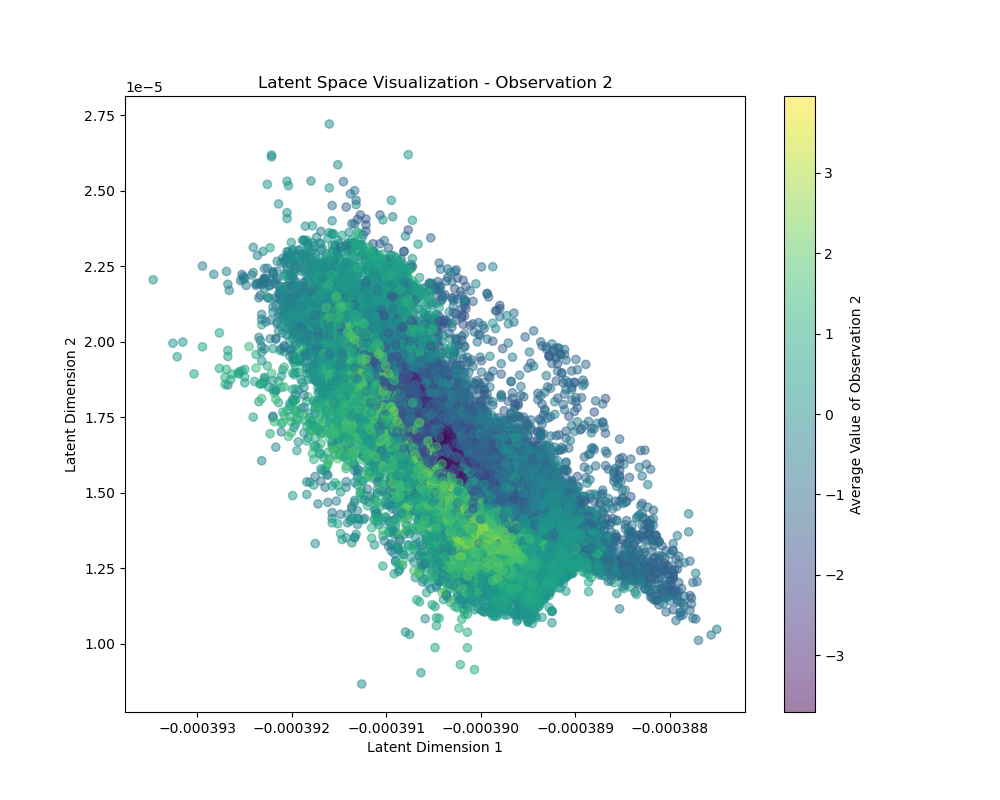 Latent Space Visualization - Observation 2
1e−5
2.75
2.50
2.25
2.00
1.75
1.50
1.25
1.00
Latent Dimension 2
−0.000393 −0.000392 −0.000391 −0.000390 −0.000389 −0.000388
Latent Dimension 1
3
2
1
0
−1
−2
−3
Average Value of Observation 2